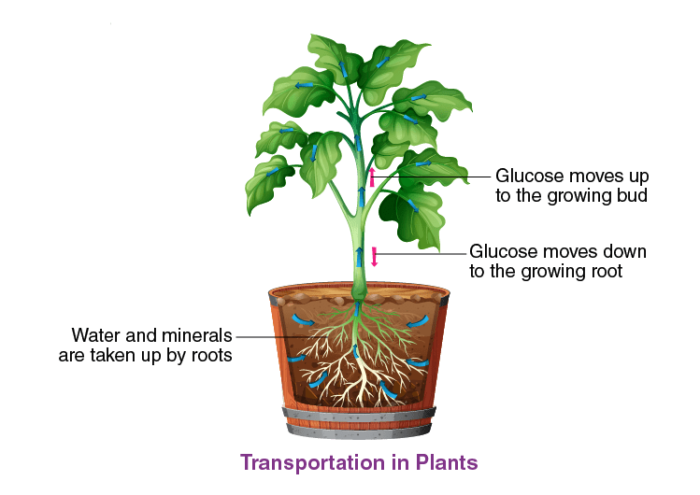 Glucose moves up
to the growing bud
Glucose moves down
to the growing root
Water and minerals
are taken up by roots
Transportation in Plants